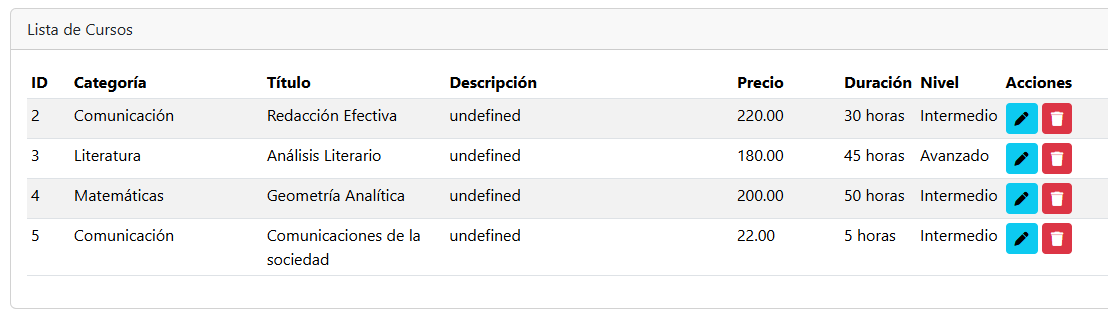 Lista de Cursos
ID Categoría Título Descripción Precio Duración Nivel Acciones
2 Comunicación Redacción Efectiva undefined 220.00 30 horas Intermedio
3 Literatura Análisis Literario undefined 180.00 45 horas Avanzado
4 Matemáticas Geometría Analítica undefined 200.00 50 horas Intermedio
5 Comunicación Comunicaciones de la undefined 22.00 5 horas Intermedio
sociedad